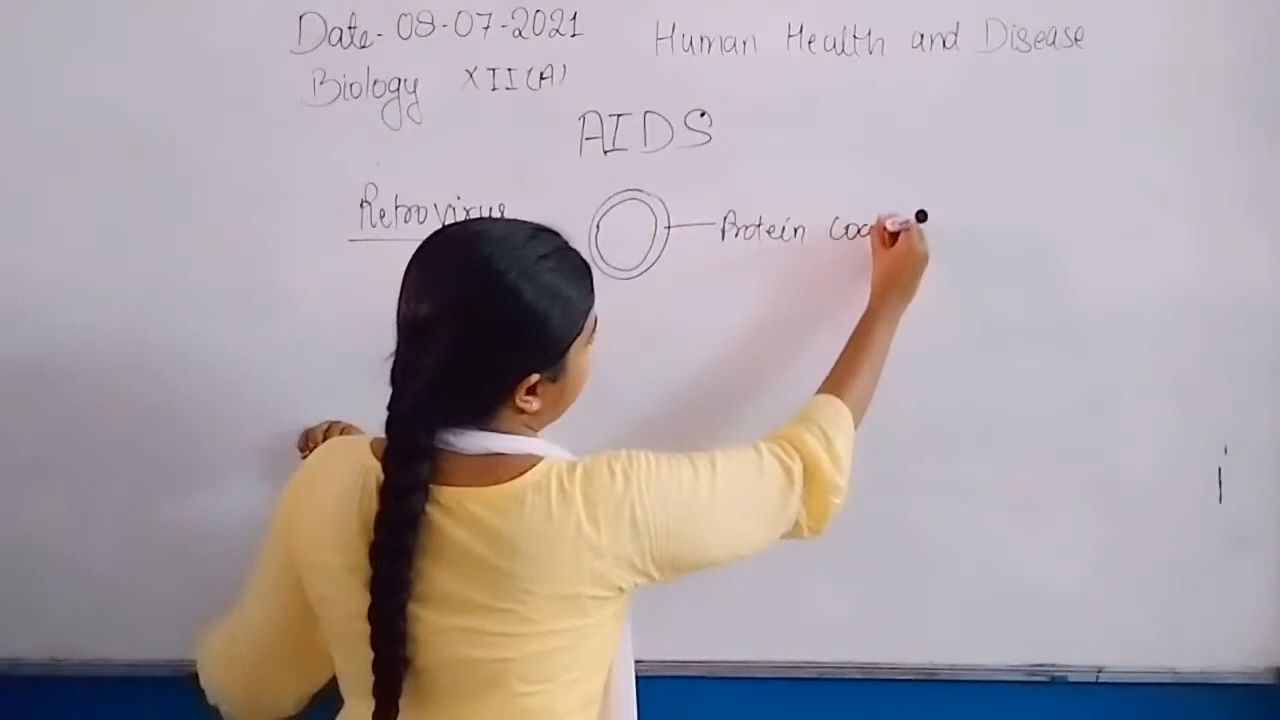 Date- 08-07-2021
Human Health and Disease
Biology XII(A)
AIDS
Retrovirus
Protein Coa